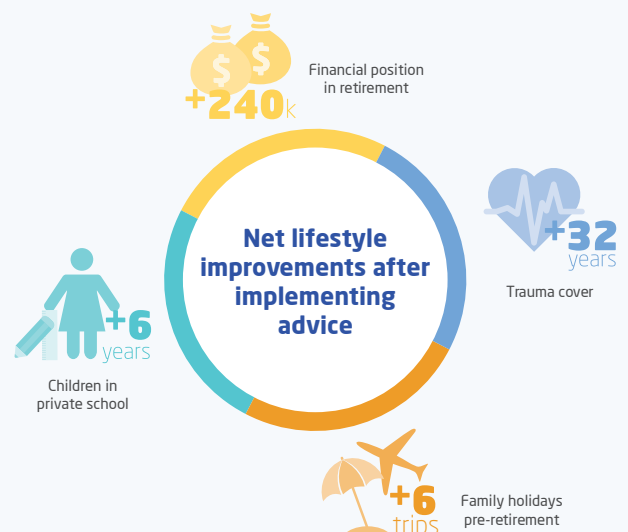 $ $
+240k
Financial position
in retirement
Net lifestyle
improvements after
implementing
advice
+32
years
Trauma cover
+6
years
Children in
private school
+6
trips
Family holidays
pre-retirement